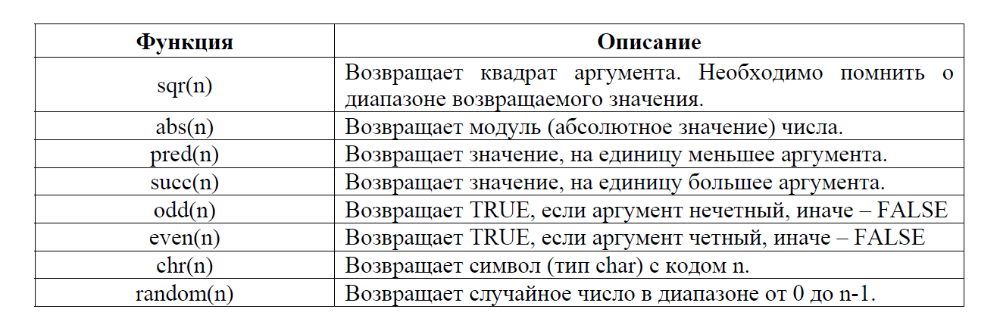 Функция Описание
sqr(n) Возвращает квадрат аргумента. Необходимо помнить о
диапазоне возвращаемого значения.
abs(n) Возвращает модуль (абсолютное значение) числа.
pred(n) Возвращает значение, на единицу меньшее аргумента.
succ(n) Возвращает значение, на единицу большее аргумента.
odd(n) Возвращает TRUE, если аргумент нечетный, иначе – FALSE
even(n) Возвращает TRUE, если аргумент четный, иначе – FALSE
chr(n) Возвращает символ (тип char) с кодом n.
random(n) Возвращает случайное число в диапазоне от 0 до n-1.